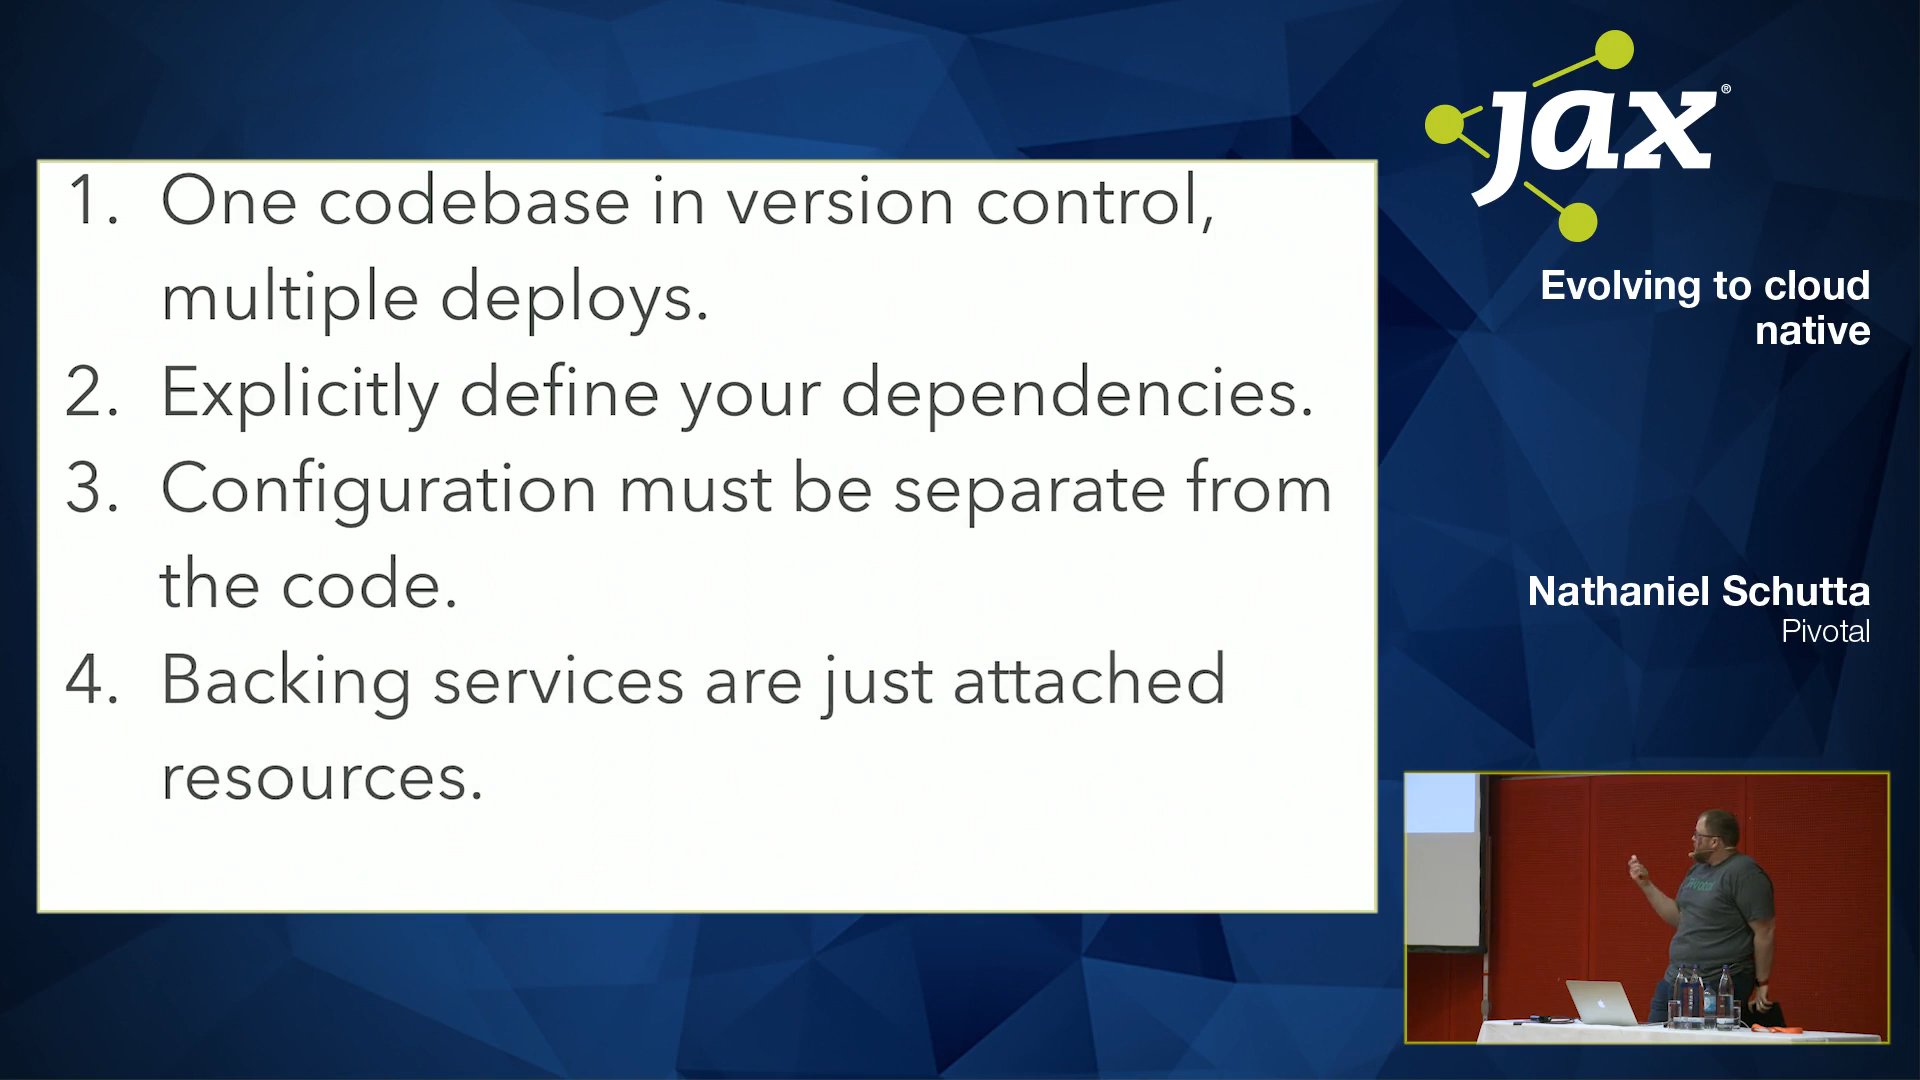 1. One codebase in version control,
multiple deploys.
2. Explicitly define your dependencies.
3. Configuration must be separate from
the code.
4. Backing services are just attached
resources.
jax®
Evolving to cloud
native
Nathaniel Schutta
Pivotal